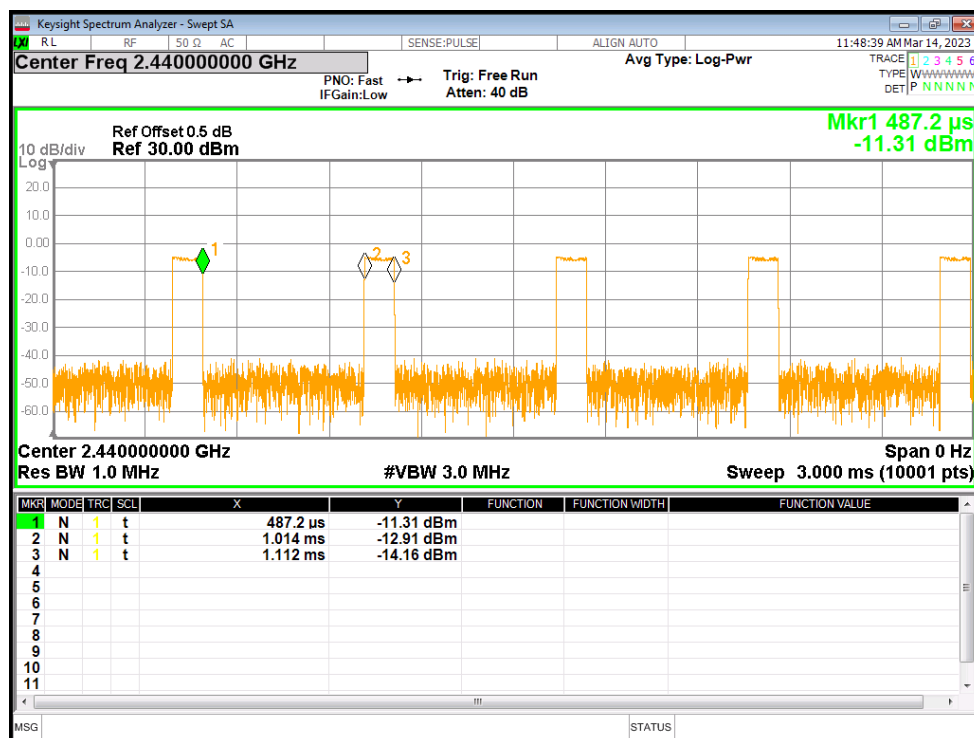 Keysight Spectrum Analyzer - Swept SA
LXI RL RF 50 Ω AC SENSE:PULSE ALIGN AUTO 11:48:39 AM Mar 14, 2023
Center Freq 2.440000000 GHz Avg Type: Log-Pwr TRACE 1 2 3 4 5 6
PNO: Fast Trig: Free Run TYPE WWWWWW
IFGain:Low Atten: 40 dB DET P N N N N N
Mkr1 487.2 µs
Ref Offset 0.5 dB
10 dB/div Ref 30.00 dBm -11.31 dBm
Log
20.0
10.0
0.00
1 2 3
-10.0
-20.0
-30.0
-40.0
-50.0
-60.0
Center 2.440000000 GHz Span 0 Hz
Res BW 1.0 MHz #VBW 3.0 MHz Sweep 3.000 ms (10001 pts)
MKR MODE TRC SCL X Y FUNCTION FUNCTION WIDTH FUNCTION VALUE
1 N 1 t 487.2 µs -11.31 dBm
2 N 1 t 1.014 ms -12.91 dBm
3 N 1 t 1.112 ms -14.16 dBm
4
5
6
7
8
9
10
11
MSG STATUS